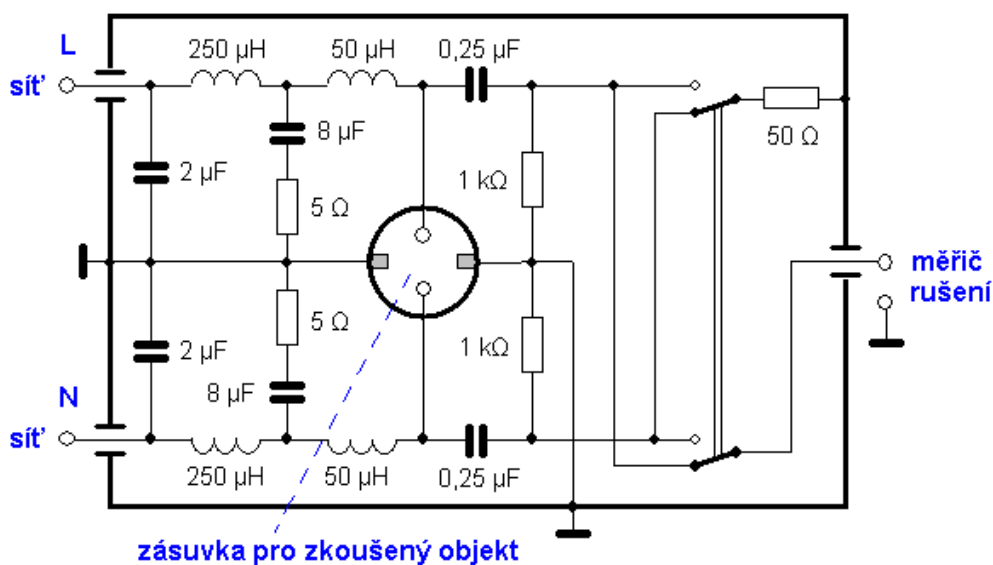 L
síť
250 µH
50 µH
0,25 µF
8 µF
50 Ω
2 µF
5 Ω
1 kΩ
měřič
rušení
5 Ω
2 µF
1 kΩ
8 µF
N
síť
250 µH
50 µH
0,25 µF
zásuvka pro zkoušený objekt